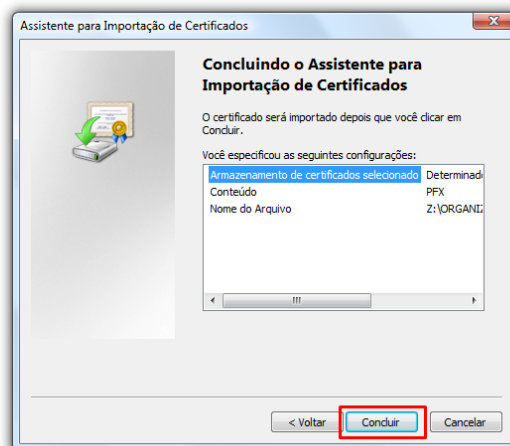 Assistente para Importação de Certificados
Concluindo o Assistente para
Importação de Certificados
O certificado será importado depois que você clicar em
Concluir.
Você especificou as seguintes configurações:
Armazenamento de certificados selecionado Determinad
Conteúdo PFX
Nome do Arquivo Z:\ORGANIZ
< Voltar Concluir Cancelar